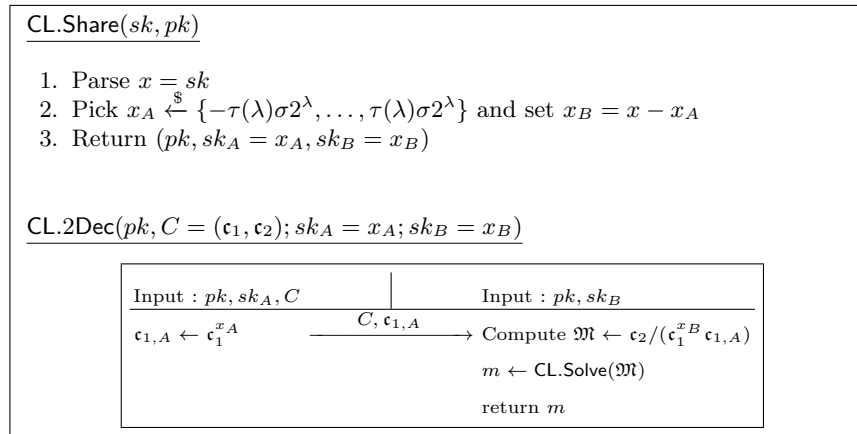 CL.Share(sk, pk)
1. Parse x = sk
2. Pick x_A ←$ {−τ(λ)σ2^λ, . . . , τ(λ)σ2^λ} and set x_B = x − x_A
3. Return (pk, sk_A = x_A, sk_B = x_B)
CL.2Dec(pk, C = (𝔠_1, 𝔠_2); sk_A = x_A; sk_B = x_B)
Input : pk, sk_A, C Input : pk, sk_B
𝔠_{1,A} ← 𝔠_1^{x_A} C, 𝔠_{1,A} Compute 𝔐 ← 𝔠_2/(𝔠_1^{x_B} 𝔠_{1,A})
m ← CL.Solve(𝔐)
return m